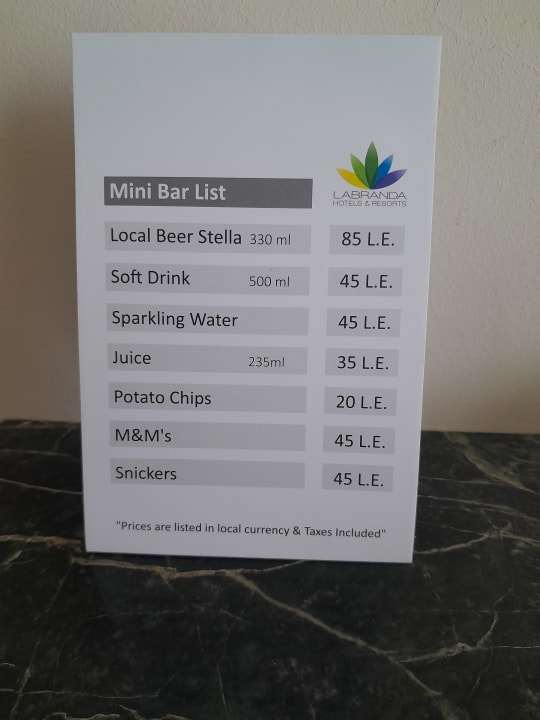 LABRANDA
HOTELS & RESORTS
Mini Bar List
Local Beer Stella 330 ml 85 L.E.
Soft Drink 500 ml 45 L.E.
Sparkling Water 45 L.E.
Juice 235ml 35 L.E.
Potato Chips 20 L.E.
M&M's 45 L.E.
Snickers 45 L.E.
"Prices are listed in local currency & Taxes Included"